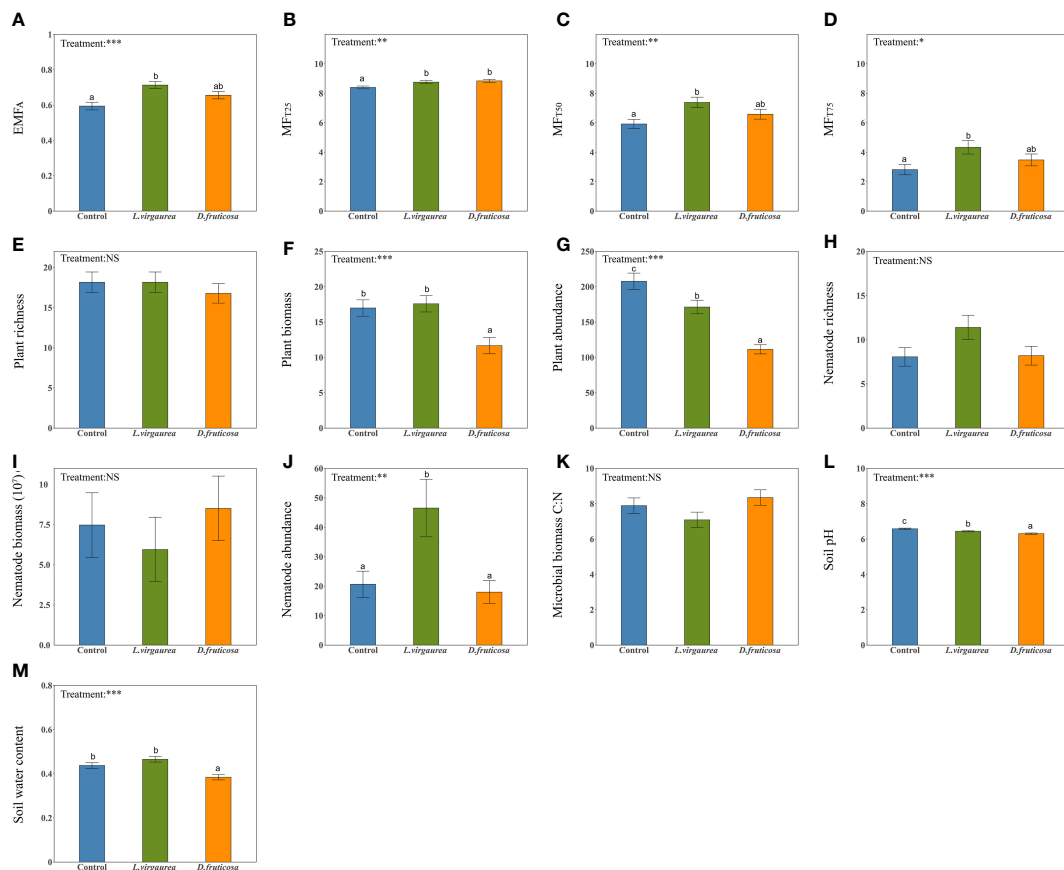 A
Treatment:***
EMFA
1
0.8
0.6
0.4
0.2
0
a
b
ab
Control
L.virgaurea
D.fruticosa
B
Treatment:**
MFT25
10
8
6
4
2
0
a
b
b
Control
L.virgaurea
D.fruticosa
C
Treatment:**
MFT50
10
8
6
4
2
0
a
b
ab
Control
L.virgaurea
D.fruticosa
D
Treatment:*
MFT75
10
8
6
4
2
0
a
b
ab
Control
L.virgaurea
D.fruticosa
E
Treatment:NS
Plant richness
20
15
10
5
0
Control
L.virgaurea
D.fruticosa
F
Treatment:***
Plant biomass
25
20
15
10
5
0
b
b
a
Control
L.virgaurea
D.fruticosa
G
Treatment:***
Plant abundance
250
200
150
100
50
0
c
b
a
Control
L.virgaurea
D.fruticosa
H
Treatment:NS
Nematode richness
20
15
10
5
0
Control
L.virgaurea
D.fruticosa
I
Treatment:NS
Nematode biomass (10⁷)
10
7.5
5.0
2.5
0.0
Control
L.virgaurea
D.fruticosa
J
Treatment:**
Nematode abundance
60
50
40
30
20
10
0
a
b
a
Control
L.virgaurea
D.fruticosa
K
Treatment:NS
Microbial biomass C:N
10
8
6
4
2
0
Control
L.virgaurea
D.fruticosa
L
Treatment:***
Soil pH
10
8
6
4
2
0
c
b
a
Control
L.virgaurea
D.fruticosa
M
Treatment:***
Soil water content
0.8
0.6
0.4
0.2
0
b
b
a
Control
L.virgaurea
D.fruticosa